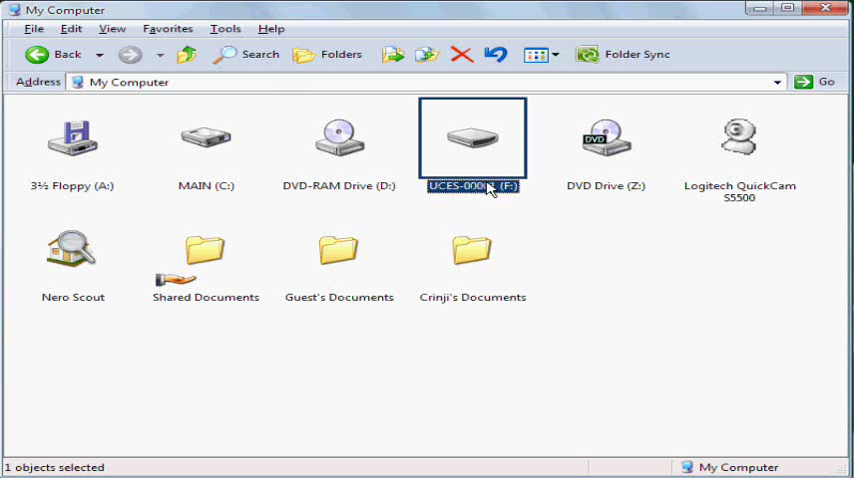 My Computer
File Edit View Favorites Tools Help
Back Search Folders Folder Sync
Address My Computer Go
3½ Floppy (A:) MAIN (C:) DVD-RAM Drive (D:) (F:) DVD Drive (Z:) Logitech QuickCam
DVD
S5500
Nero Scout Shared Documents Guest's Documents Crinji's Documents
1 objects selected My Computer